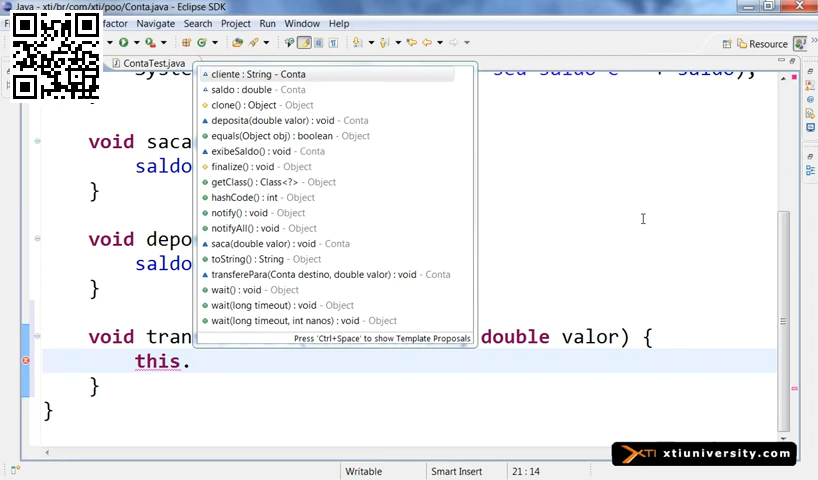 Java - xti/br/com/xti/poo/Conta.java - Eclipse SDK
factor Navigate Search Project Run Window Help
Resource
ContaTest.java
seu saldo é " + saldo);
cliente : String - Conta
saldo : double - Conta
clone() : Object - Object
deposita(double valor) : void - Conta
equals(Object obj) : boolean - Object
exibeSaldo() : void - Conta
finalize() : void - Object
getClass() : Class<?> - Object
hashCode() : int - Object
notify() : void - Object
notifyAll() : void - Object
saca(double valor) : void - Conta
toString() : String - Object
transferePara(Conta destino, double valor) : void - Conta
wait() : void - Object
wait(long timeout) : void - Object
wait(long timeout, int nanos) : void - Object
Press 'Ctrl+Space' to show Template Proposals
void saca
saldo
}
void depo
saldo
}
void tran double valor) {
this.
}
}
XTI xtiuniversity.com
Writable Smart Insert 21 : 14